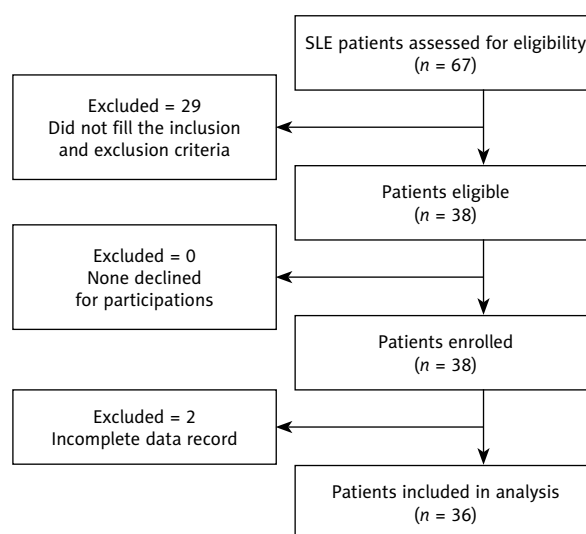 SLE patients assessed for eligibility
(n = 67)
Excluded = 29
Did not fill the inclusion
and exclusion criteria
Patients eligible
(n = 38)
Excluded = 0
None declined
for participations
Patients enrolled
(n = 38)
Excluded = 2
Incomplete data record
Patients included in analysis
(n = 36)